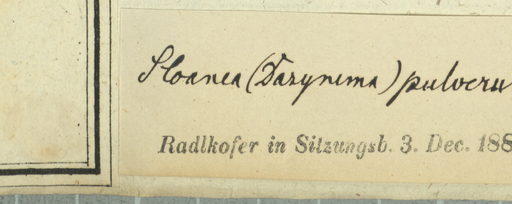 Sloanea (Dasynema) pulveru
Radlkofer in Sitzungsb. 3. Dec. 188